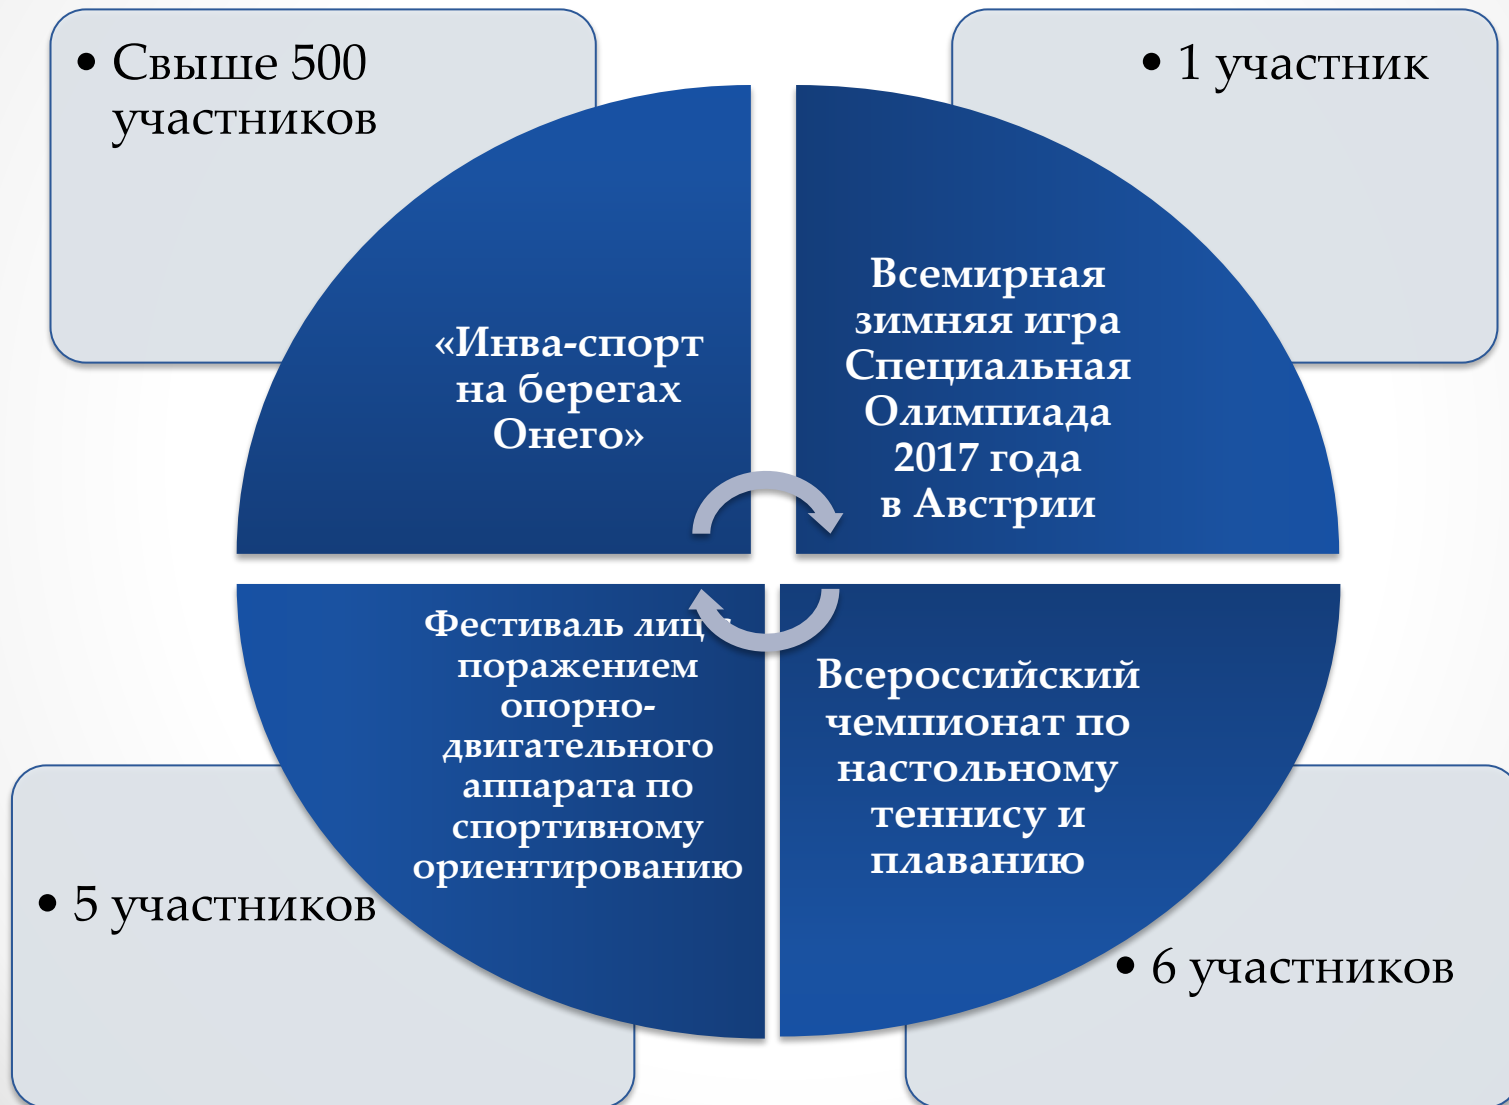 • Свыше 500
участников
• 1 участник
«Инва-спорт
на берегах
Онего»
Всемирная
зимняя игра
Специальная
Олимпиада
2017 года
в Австрии
Фестиваль лиц с
поражением
опорно-
двигательного
аппарата по
спортивному
ориентированию
Всероссийский
чемпионат по
настольному
теннису и
плаванию
• 5 участников
• 6 участников